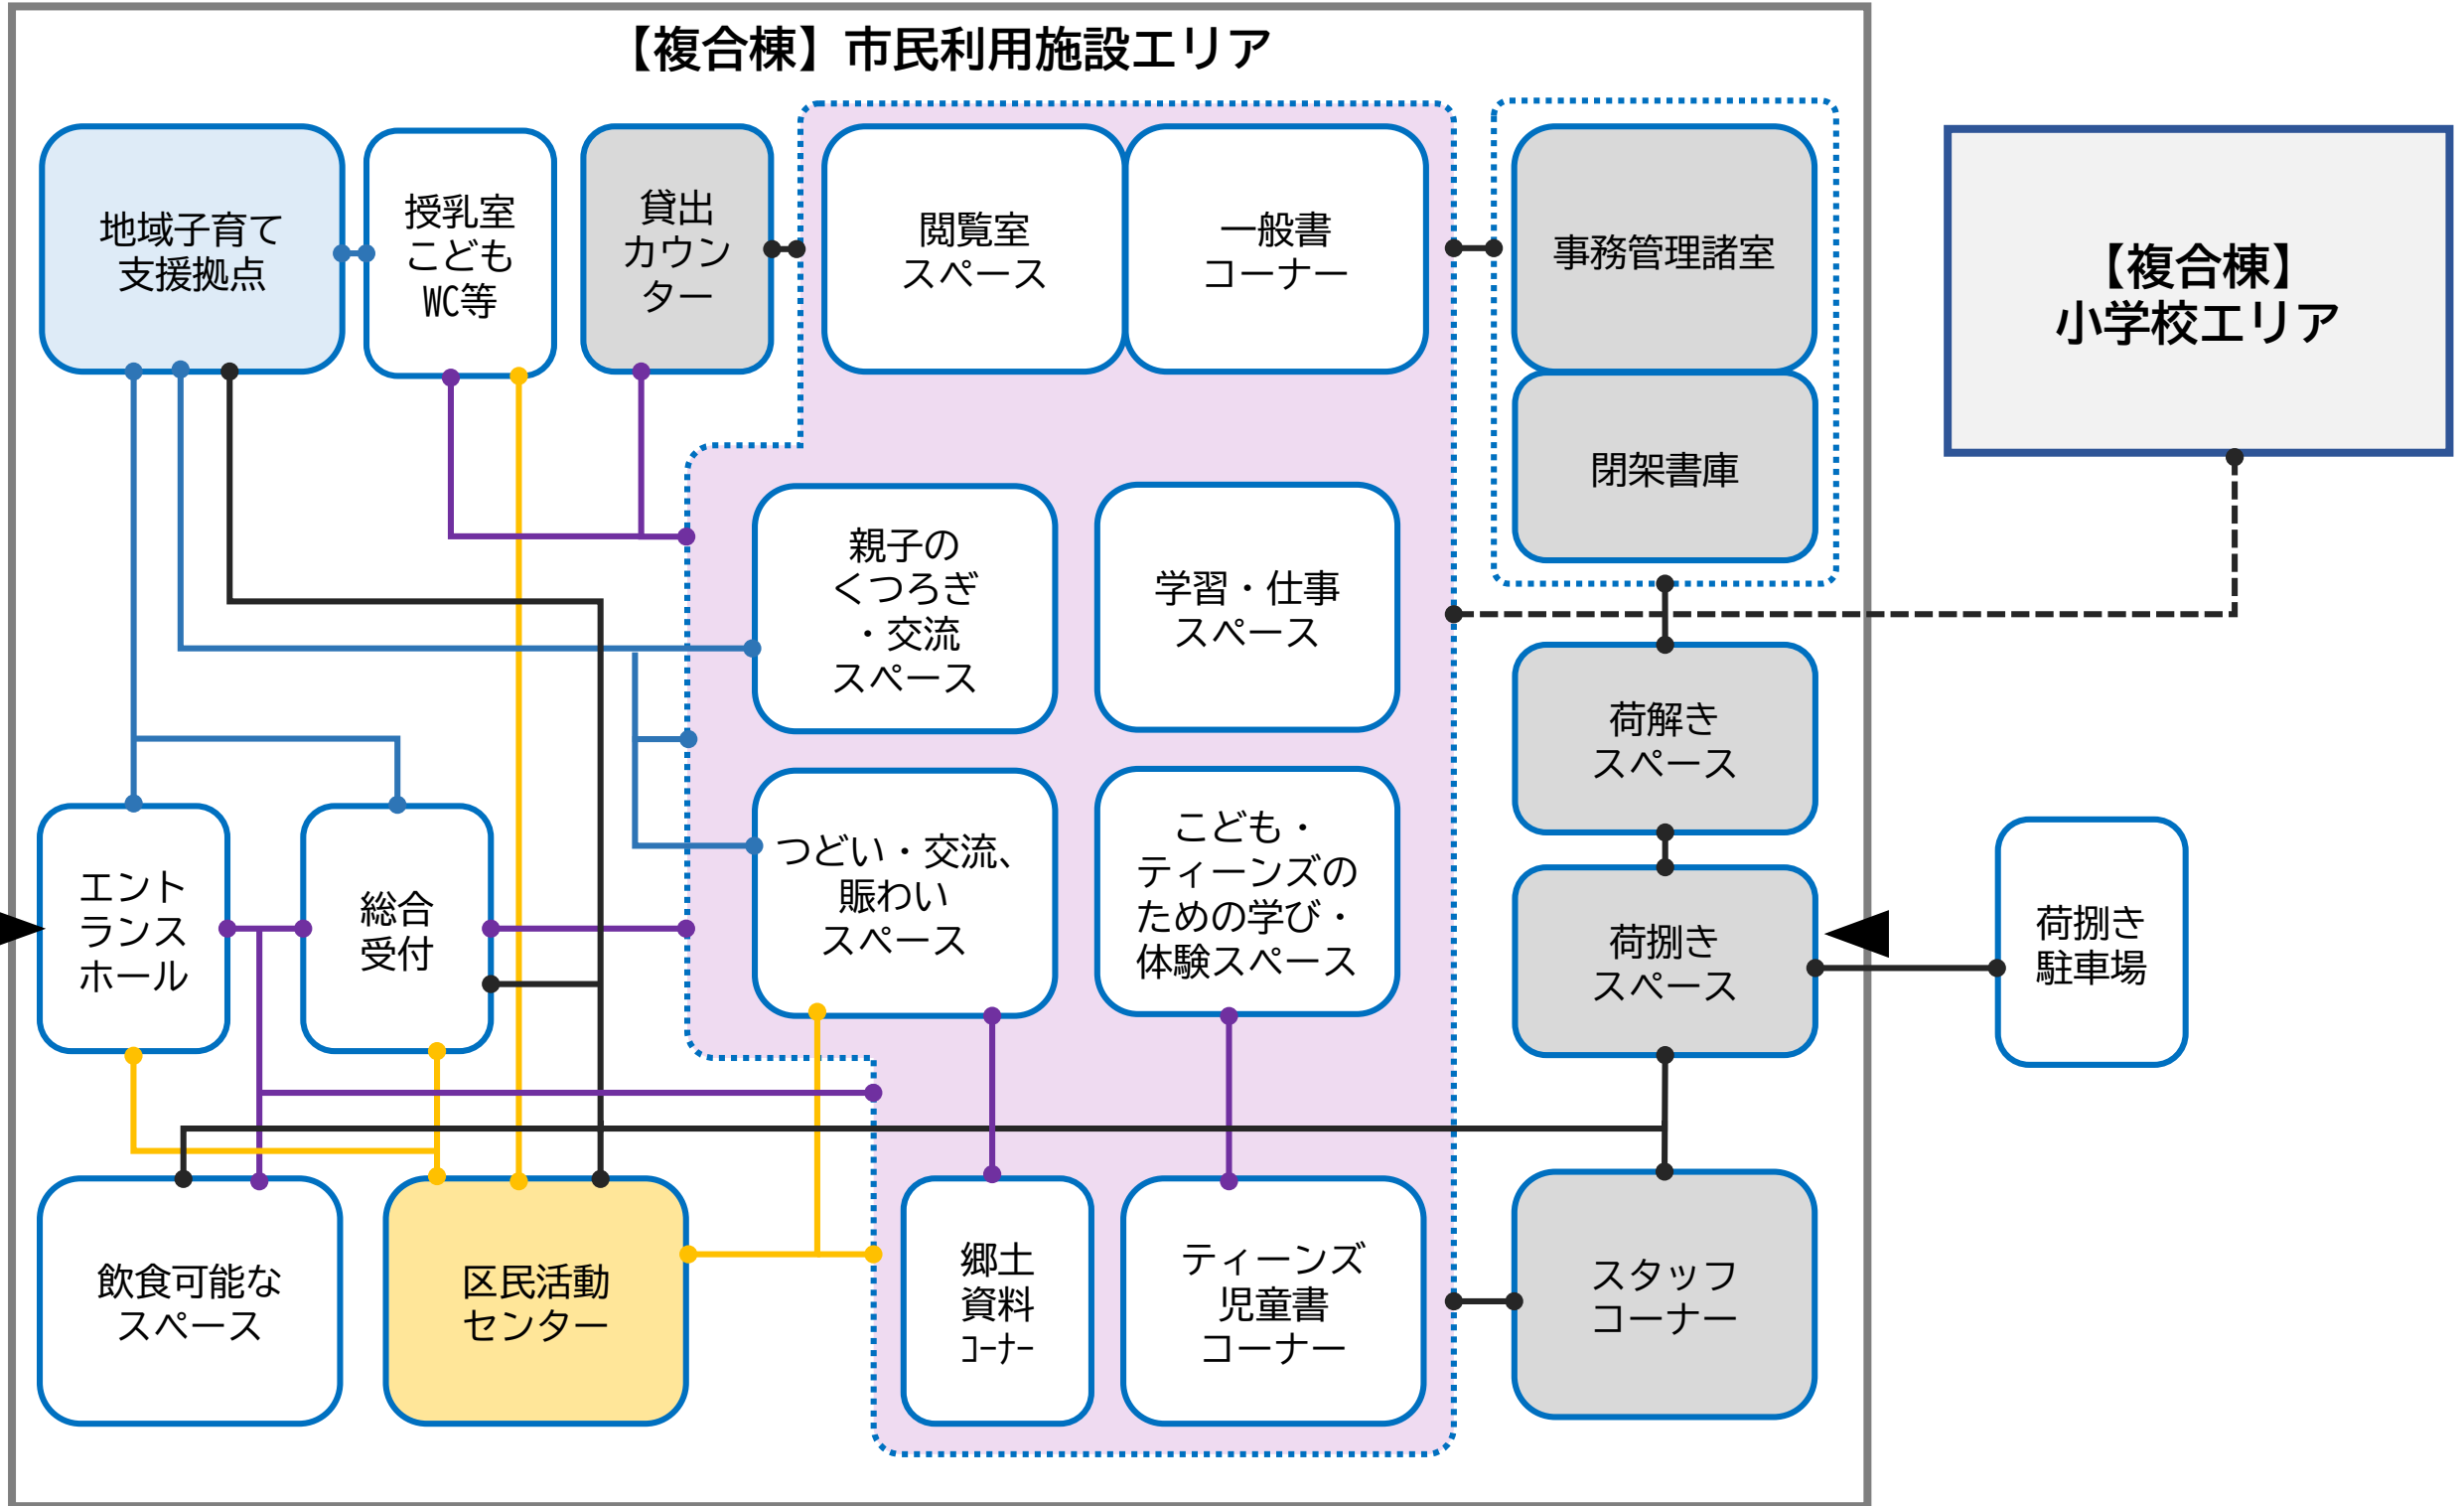 【複合棟】市民利用施設エリア
地域子育て
支援拠点
授乳室
こども
WC等
貸出
カウン
ター
閲覧室
スペース
一般書
コーナー
事務管理諸室
閉架書庫
【複合棟】
小学校エリア
親子の
くつろぎ
・交流
スペース
学習・仕事
スペース
荷解き
スペース
つどい・交流、
賑わい
スペース
こども・
ティーンズの
ための学び・
体験スペース
エント
ランス
ホール
総合
受付
荷捌き
スペース
荷捌き
駐車場
飲食可能な
スペース
区民活動
センター
郷土
資料
コーナー
ティーンズ
児童書
コーナー
スタッフ
コーナー